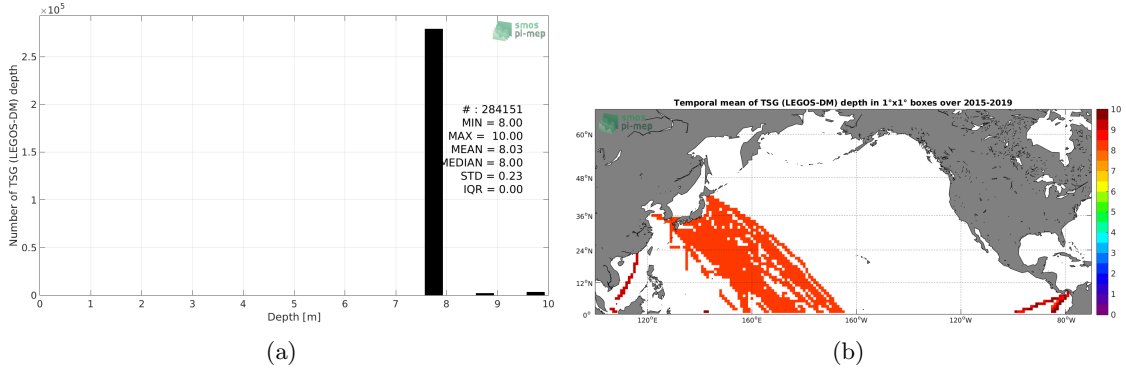 ×10⁵
smos
pi-mep
Number of TSG (LEGOS-DM) depth
2.5
2
1.5
1
0.5
0
# : 284151
MIN = 8.00
MAX = 10.00
MEAN = 8.03
MEDIAN = 8.00
STD = 0.23
IQR = 0.00
0 1 2 3 4 5 6 7 8 9 10
Depth [m]
(a)
Temporal mean of TSG (LEGOS-DM) depth in 1°x1° boxes over 2015-2019
smos
pi-mep
60°N
48°N
36°N
24°N
12°N
0°
120°E 160°E 160°W 120°W 80°W
10
9
8
7
6
5
4
3
2
1
0
(b)